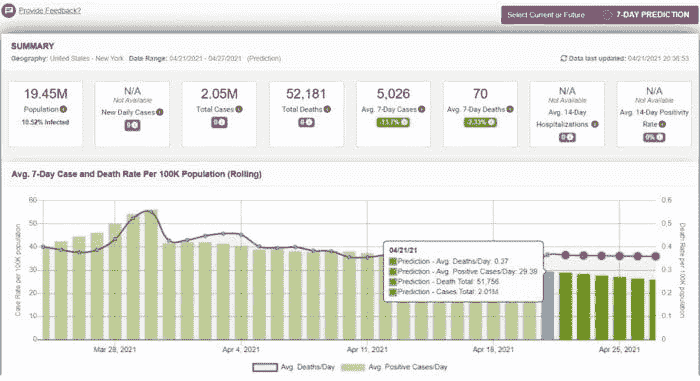 Provide Feedback?
Select Current or Future 7-DAY PREDICTION
SUMMARY
Geography: United States - New York Date Range: 04/21/2021 - 04/27/2021 (Prediction)
Data last updated: 04/21/2021 20:36:53
19.45M
Population
10.52% Infected
N/A
Not Available
New Daily Cases
0
2.05M
Total Cases
0
52,181
Total Deaths
0
5,026
Avg. 7-Day Cases
-13.7%
70
Avg. 7-Day Deaths
-2.33%
N/A
Not Available
Avg. 14-Day
Hospitalizations
0
N/A
Not Available
Avg. 14-Day Positivity
Rate
0%
Avg. 7-Day Case and Death Rate Per 100K Population (Rolling)
Case Rate per 100K population
60
50
40
30
20
10
0
04/21/21
Prediction - Avg. Deaths/Day: 0.37
Prediction - Avg. Positive Cases/Day: 29.39
Prediction - Death Total: 51,756
Prediction - Cases Total: 2.01M
0.6
0.5
0.4
0.3
0.2
0.1
0
Death Rate per 100K population
Mar 28, 2021
Apr 4, 2021
Apr 11, 2021
Apr 18, 2021
Apr 25, 2021
Avg. Deaths/Day
Avg. Positive Cases/Day